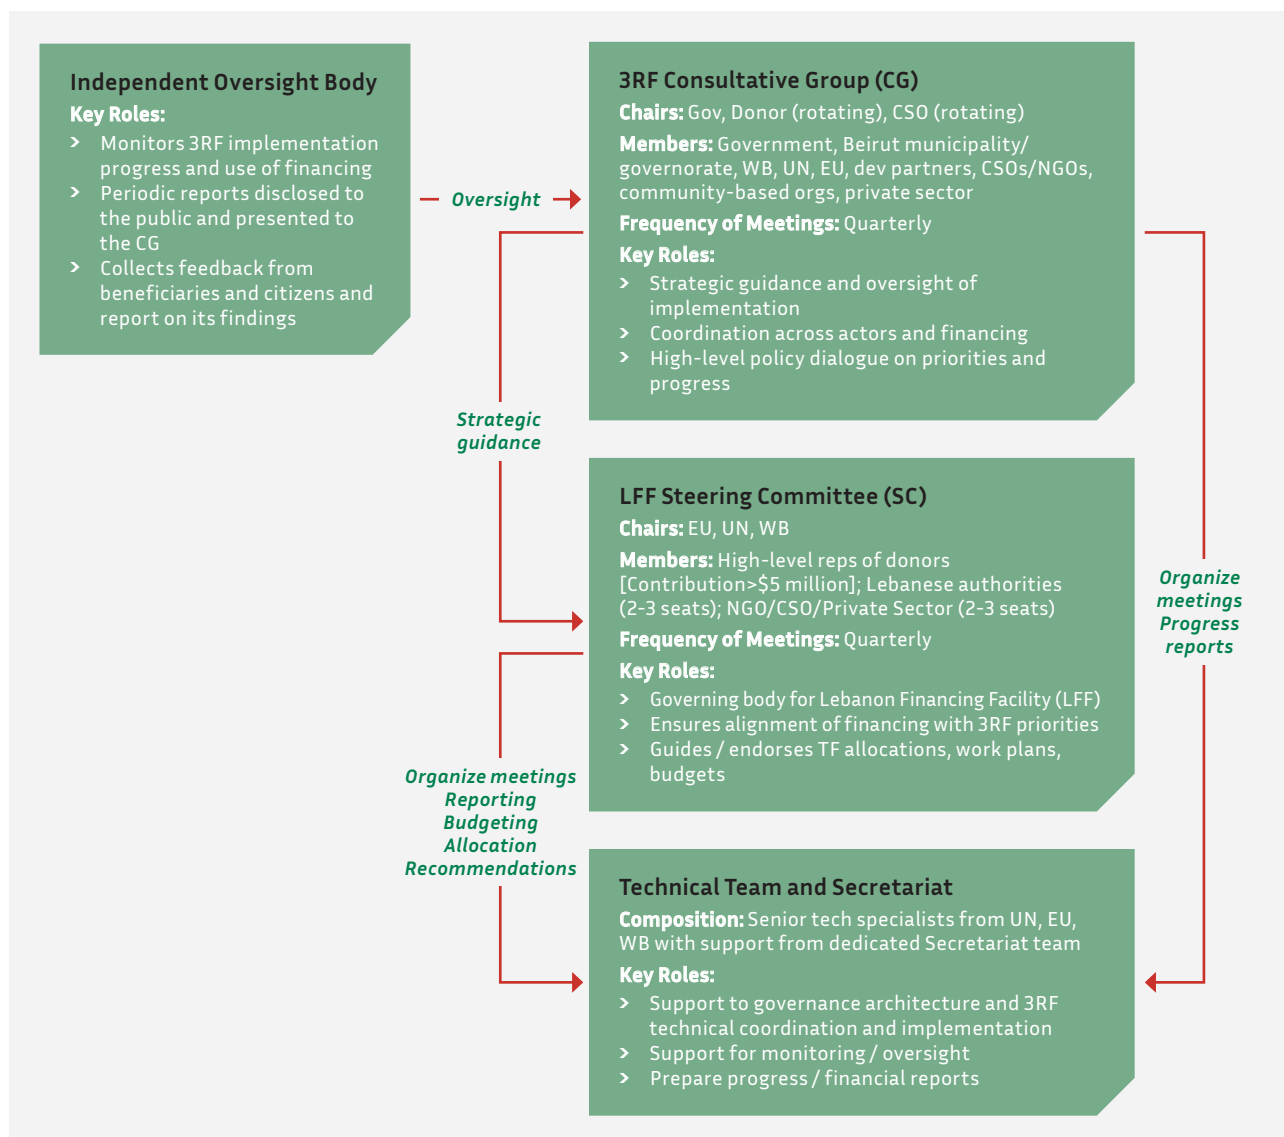 Independent Oversight Body
Key Roles:
> Monitors 3RF implementation
progress and use of financing
> Periodic reports disclosed to
the public and presented to
the CG
> Collects feedback from
beneficiaries and citizens and
report on its findings
Oversight
3RF Consultative Group (CG)
Chairs: Gov, Donor (rotating), CSO (rotating)
Members: Government, Beirut municipality/
governorate, WB, UN, EU, dev partners, CSOs/NGOs,
community-based orgs, private sector
Frequency of Meetings: Quarterly
Key Roles:
> Strategic guidance and oversight of
implementation
> Coordination across actors and financing
> High-level policy dialogue on priorities and
progress
Strategic
guidance
LFF Steering Committee (SC)
Chairs: EU, UN, WB
Members: High-level reps of donors
[Contribution>$5 million]; Lebanese authorities
(2-3 seats); NGO/CSO/Private Sector (2-3 seats)
Frequency of Meetings: Quarterly
Key Roles:
> Governing body for Lebanon Financing Facility (LFF)
> Ensures alignment of financing with 3RF priorities
> Guides / endorses TF allocations, work plans,
budgets
Organize
meetings
Progress
reports
Organize meetings
Reporting
Budgeting
Allocation
Recommendations
Technical Team and Secretariat
Composition: Senior tech specialists from UN, EU,
WB with support from dedicated Secretariat team
Key Roles:
> Support to governance architecture and 3RF
technical coordination and implementation
> Support for monitoring / oversight
> Prepare progress / financial reports